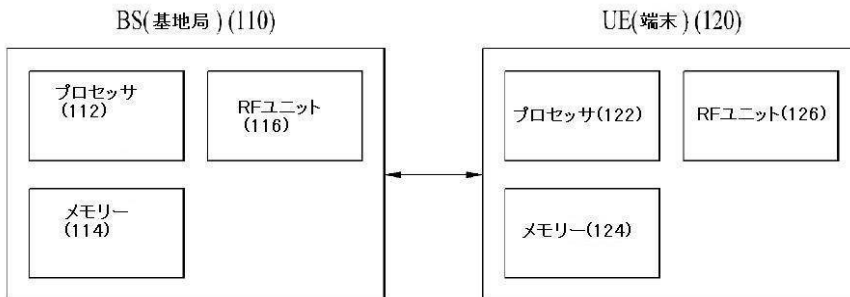 BS(基地局)(110)
UE(端末)(120)
プロセッサ
(112)
RFユニット
(116)
プロセッサ(122)
RFユニット(126)
メモリー
(114)
メモリー(124)